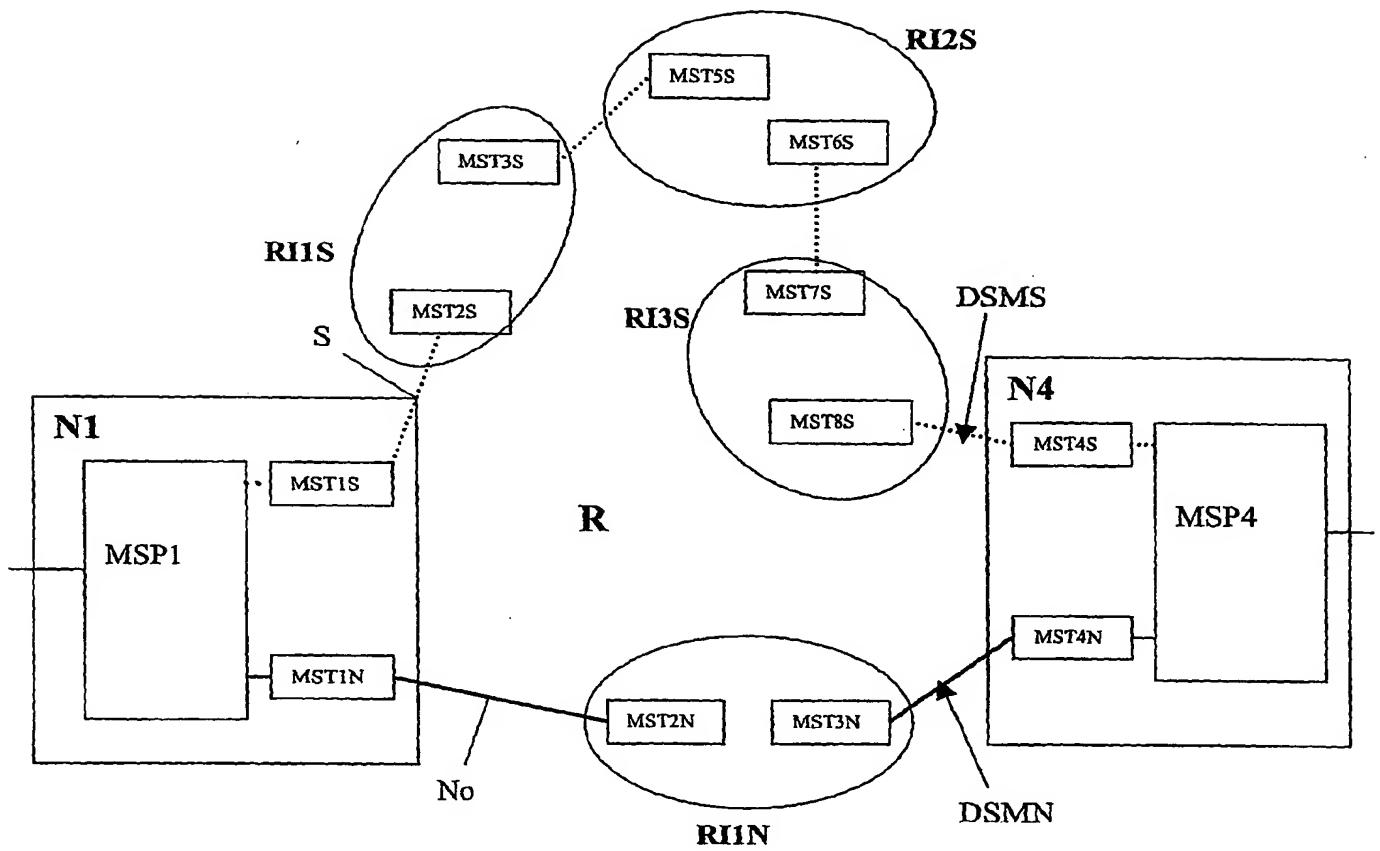 RI2S
MST5S
MST6S
MST3S
RI1S
MST2S
S
MST7S
RI3S
DSMS
MST8S
N1
MST1S
MSP1
MST1N
N4
MST4S
MSP4
MST4N
R
MST2N
MST3N
No
DSMN
RI1N